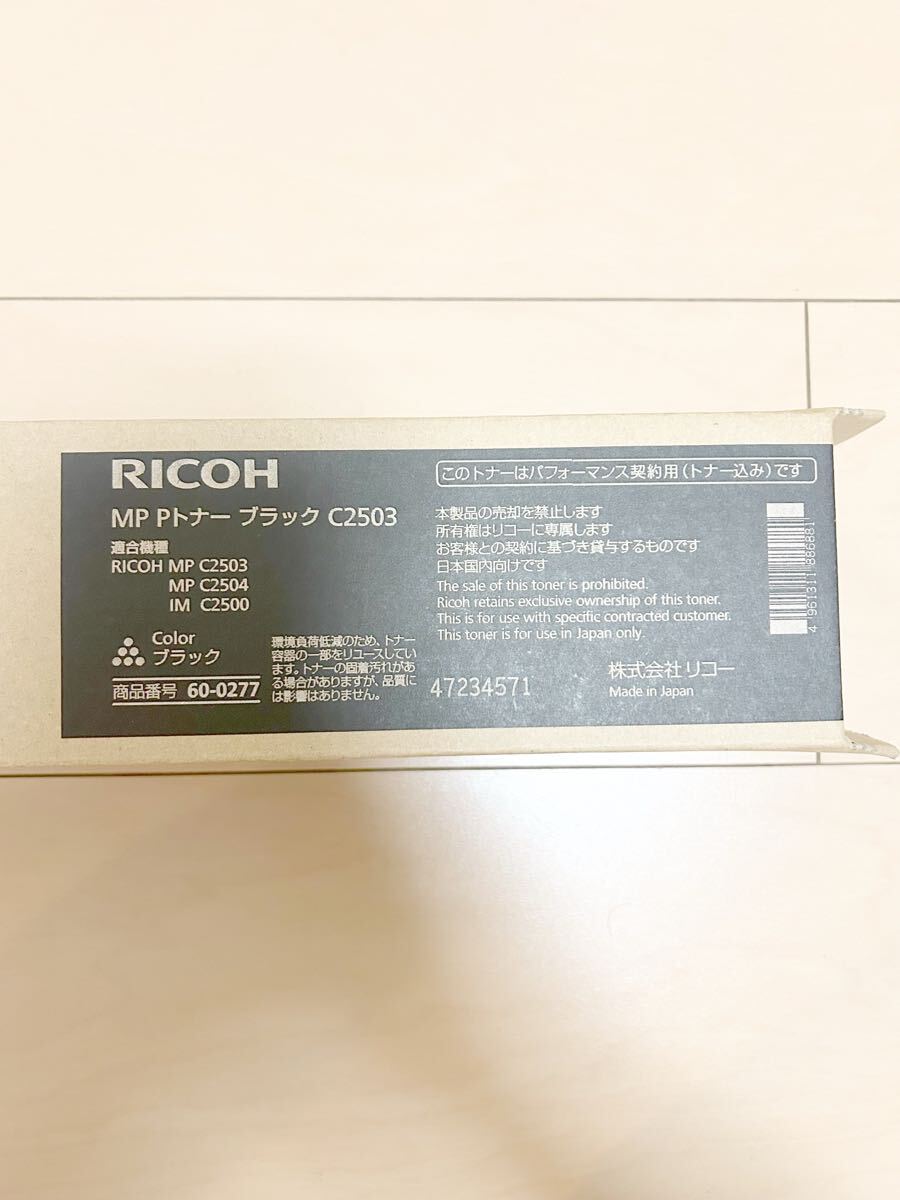 RICOH
MP Pトナー ブラック C2503
適合機種
RICOH MP C2503
MP C2504
IM C2500
Color
ブラック
商品番号 60-0277
環境負荷低減のため、トナー
容器の一部をリユースしてい
ます。トナーの固着汚れがあ
る場合がありますが、品質に
は影響はありません。
このトナーはパフォーマンス契約用(トナー込み)です
本製品の売却を禁止します
所有権はリコーに専属します
お客様との契約に基づき貸与するものです
日本国内向けです
The sale of this toner is prohibited.
Ricoh retains exclusive ownership of this toner.
This is for use with specific contracted customer.
This toner is for use in Japan only.
47234571
株式会社リコー
Made in Japan
4 961311 886881